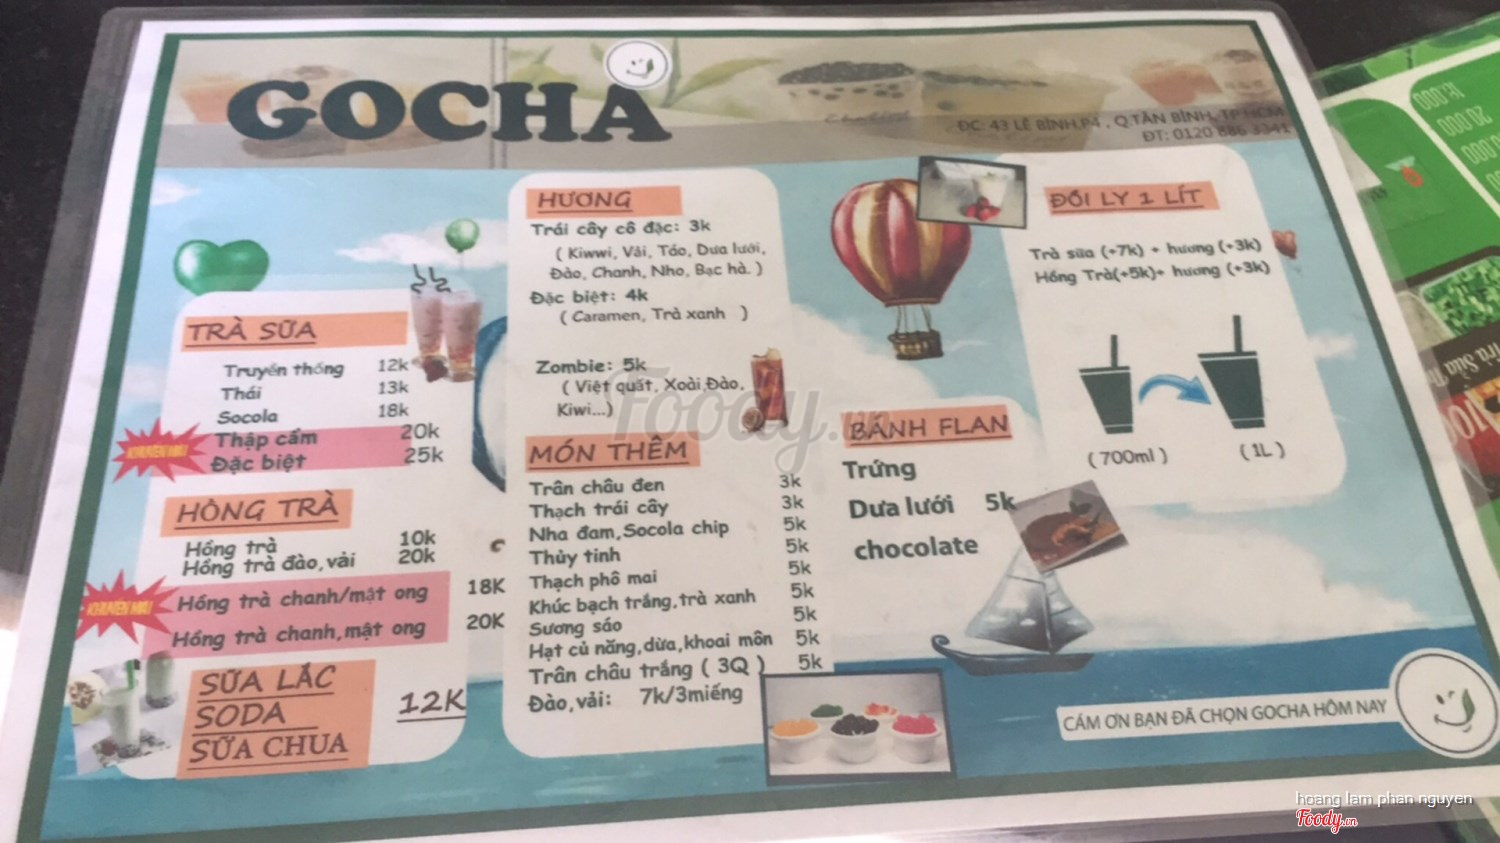 GOCHA
ĐC: 43 LÊ BÌNH,P4 , Q.TÂN BÌNH, TP.HCM
ĐT: 0120 886 3341
TRÀ SỮA
Truyền thống 12k
Thái 13k
Socola 18k
KHUYẾN MÃI
Thập cẩm 20k
Đặc biệt 25k
HỒNG TRÀ
Hồng trà 10k
Hồng trà đào,vải 20k
KHUYẾN MÃI
Hồng trà chanh/mật ong 18K
Hồng trà chanh,mật ong 20K
SỮA LẮC
SODA
SỮA CHUA
12K
HƯƠNG
Trái cây cô đặc: 3k
( Kiwwi, Vải, Táo, Dưa lưới,
Đào, Chanh, Nho, Bạc hà. )
Đặc biệt: 4k
( Caramen, Trà xanh )
Zombie: 5k
( Việt quất, Xoài,Đào,
Kiwi...)
MÓN THÊM
Trân châu đen 3k
Thạch trái cây 3k
Nha đam,Socola chip 5k
Thủy tinh 5k
Thạch phô mai 5k
Khúc bạch trắng,trà xanh 5k
Sương sáo 5k
Hạt củ năng,dừa,khoai môn 5k
Trân châu trắng ( 3Q ) 5k
Đào,vải: 7k/3miếng
BÁNH FLAN
Trứng
Dưa lưới 5k
chocolate
ĐỔI LY 1 LÍT
Trà sữa (+7k) + hương (+3k)
Hồng Trà(+5k)+ hương (+3k)
( 700ml )
( 1L )
CÁM ƠN BẠN ĐÃ CHỌN GOCHA HÔM NAY
Foody.vn
hoang lam phan nguyen
Foody.vn